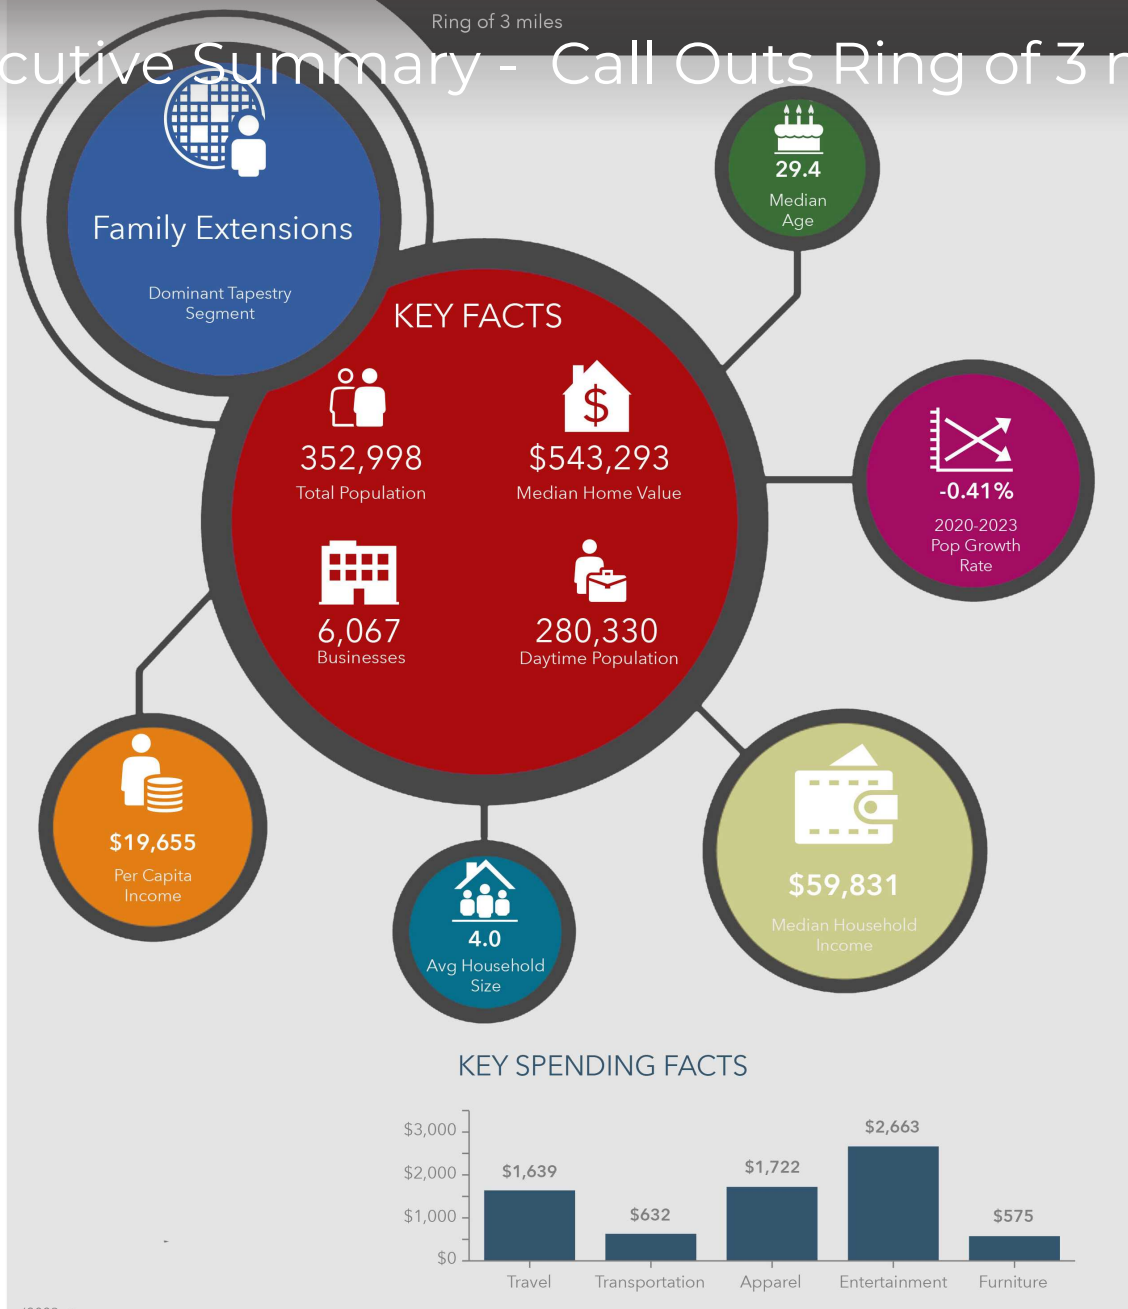 Ring of 3 miles
cutive Summary - Call Outs Ring of 3
Family Extensions
Dominant Tapestry
Segment
29.4
Median
Age
KEY FACTS
352,998
Total Population
$543,293
Median Home Value
6,067
Businesses
280,330
Daytime Population
-0.41%
2020-2023
Pop Growth
Rate
$19,655
Per Capita
Income
4.0
Avg Household
Size
$59,831
Median Household
Income
KEY SPENDING FACTS
$3,000
$2,000
$1,000
$0
$1,639
$632
$1,722
$2,663
$575
Travel
Transportation
Apparel
Entertainment
Furniture